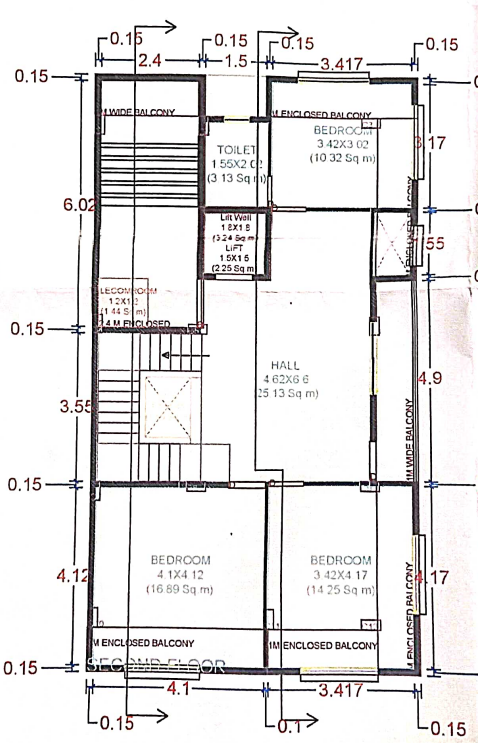 0.15
0.15
0.15
0.15
2.4
1.5
3.417
0.15
M WIDE BALCONY
M ENCLOSED BALCONY
BEDROOM
3.42X3.02
(10.32 Sq m)
3.17
TOILET
1.55X2.02
(3.13 Sq m)
6.02
Lift Well
1.8X1.8
(3.24 Sq m)
LIFT
1.5X1.5
(2.25 Sq m)
ENCLOSED BALCONY
1.55
LECOMROOM
1.2X1.2
(1.44 Sq m)
2.4 M ENCLOSED
0.15
HALL
4.62X6.6
(25.13 Sq m)
4.9
3.55
1M WIDE BALCONY
0.15
BEDROOM
4.1X4.12
(16.89 Sq m)
BEDROOM
3.42X4.17
(14.25 Sq m)
4.12
4.17
M ENCLOSED BALCONY
M ENCLOSED BALCONY
1M ENCLOSED BALCONY
0.15
SECOND FLOOR
4.1
3.417
0.15
0.1
0.15